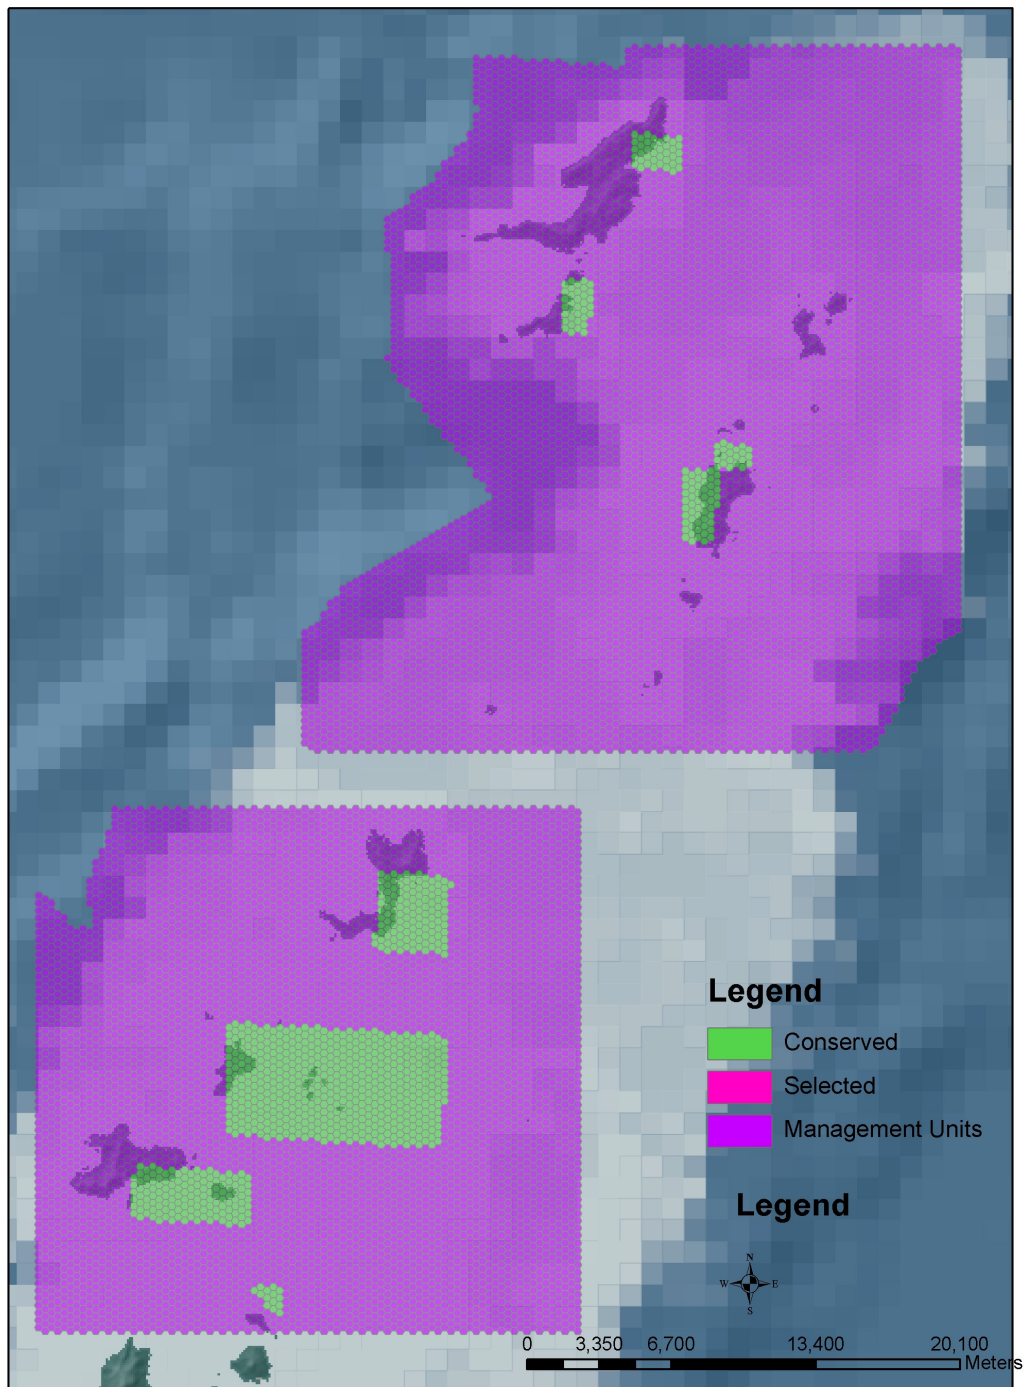 Legend
Conserved
Selected
Management Units
Legend
N
W E
S
0 3,350 6,700 13,400 20,100
Meters